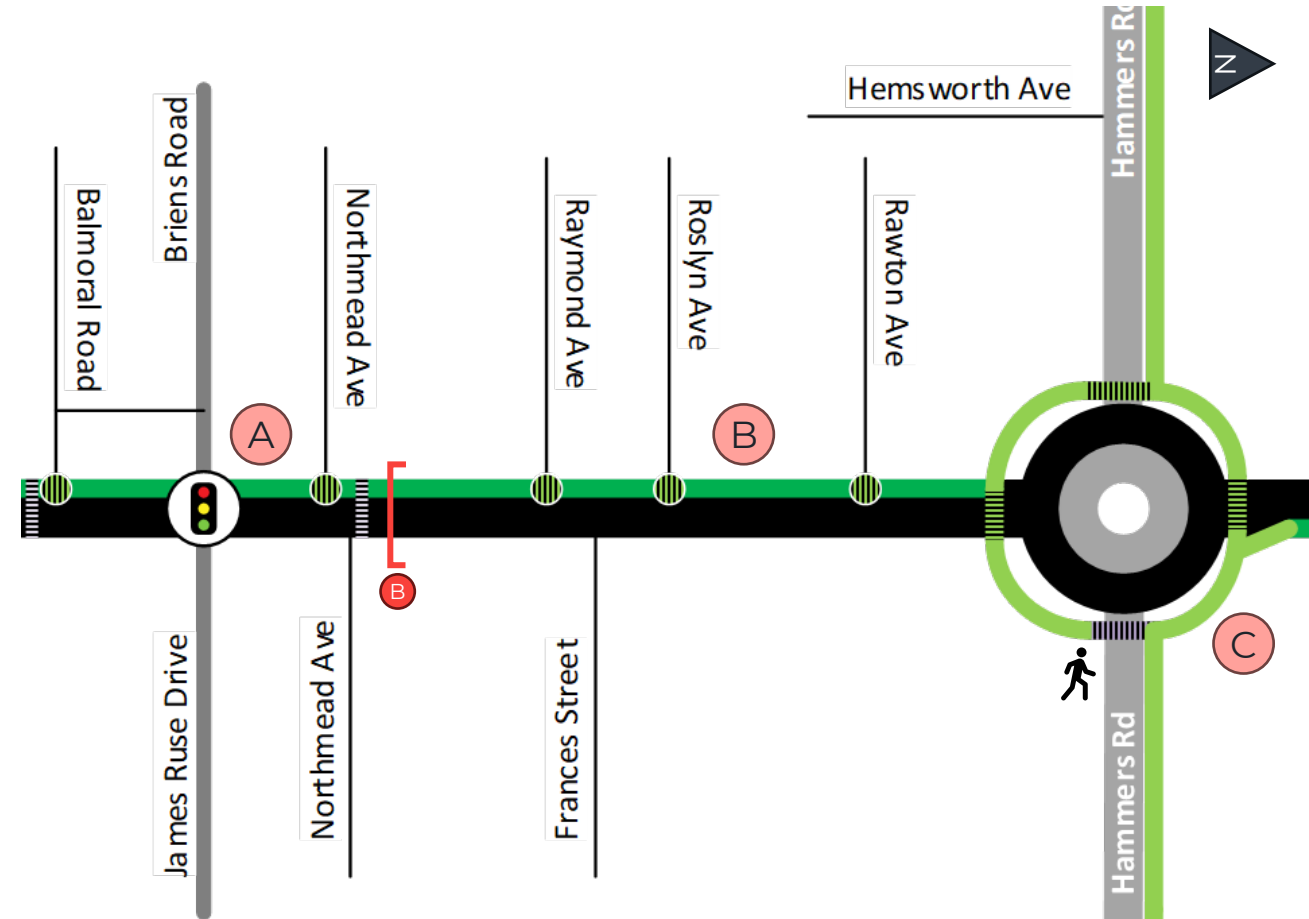 Hammers Rd
N
Hemsworth Ave
Briens Road
Balmoral Road
Northmead Ave
Raymond Ave
Roslyn Ave
Rawton Ave
A
B
B
C
James Ruse Drive
Northmead Ave
Frances Street
Hammers Rd